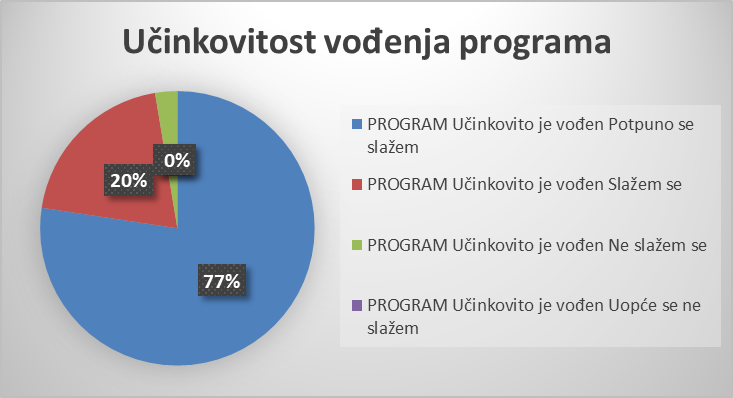 Učinkovitost vođenja programa
0%
20%
77%
PROGRAM Učinkovito je vođen Potpuno se
slažem
PROGRAM Učinkovito je vođen Slažem se
PROGRAM Učinkovito je vođen Ne slažem se
PROGRAM Učinkovito je vođen Uopće se ne
slažem